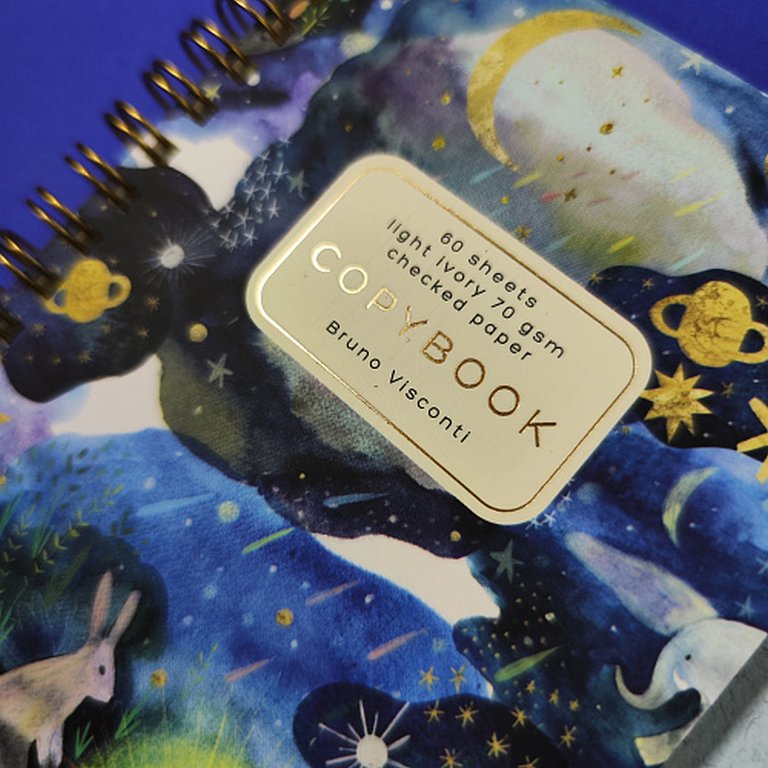 60 sheets
light ivory 70 gsm
checked paper
COPYBOOK
Bruno Visconti